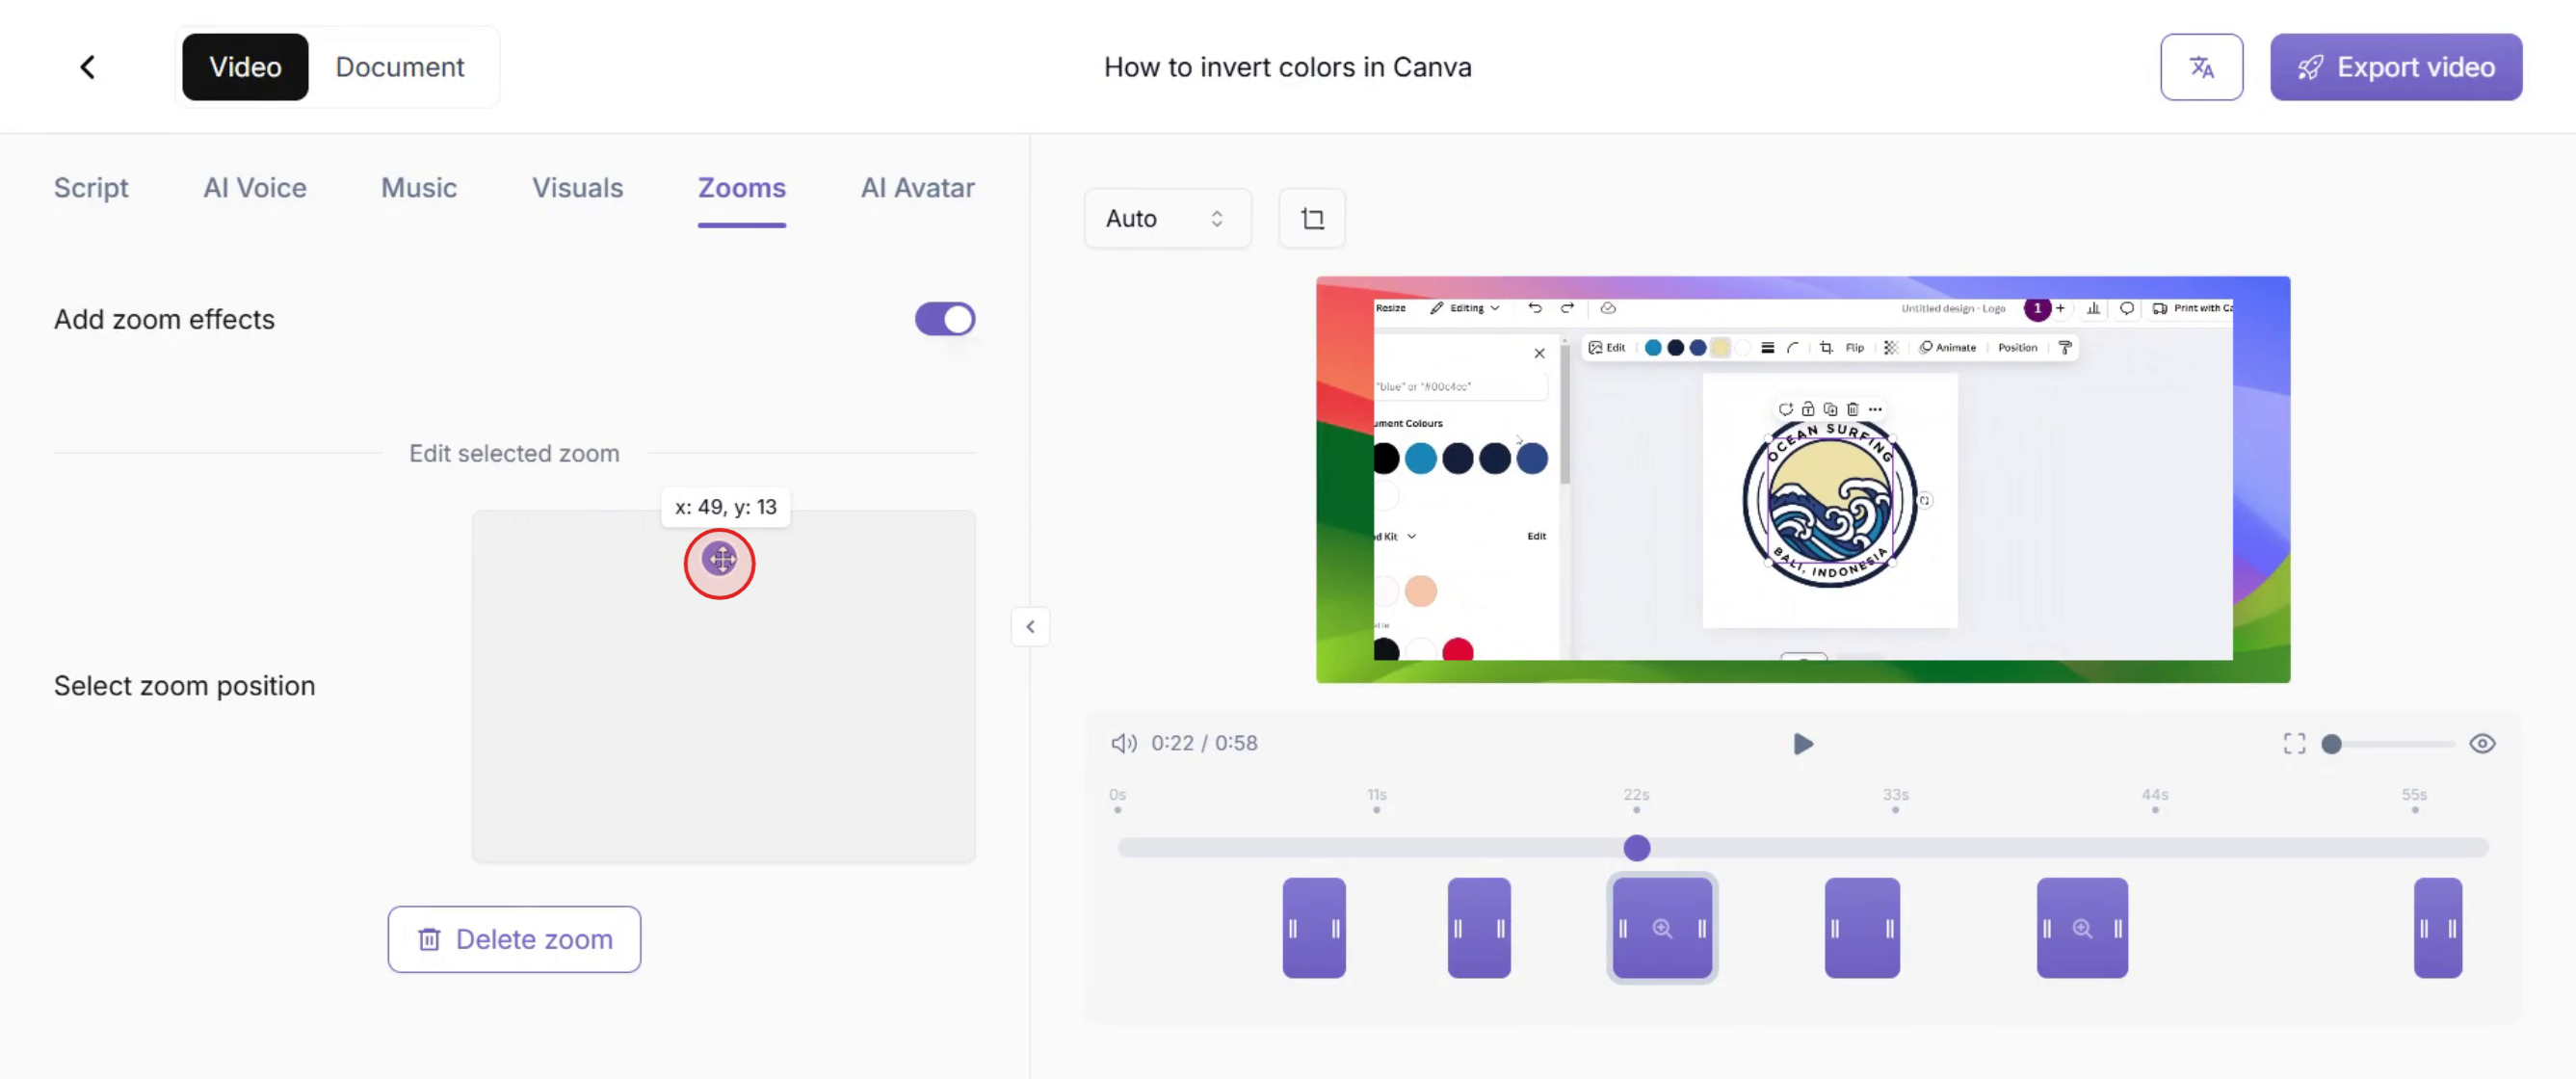 Video
Document
How to invert colors in Canva
Export video
Script
AI Voice
Music
Visuals
Zooms
AI Avatar
Add zoom effects
Edit selected zoom
x: 49, y: 13
Select zoom position
Delete zoom
Auto
Resize
Editing
Untitled design - Logo
1
+
Print with Ca
Edit
Flip
Animate
Position
"blue" or "#00c4cc"
ument Colours
OCEAN SURFING
BALI, INDONESIA
d Kit
Edit
0:22 / 0:58
0s
11s
22s
33s
44s
55s